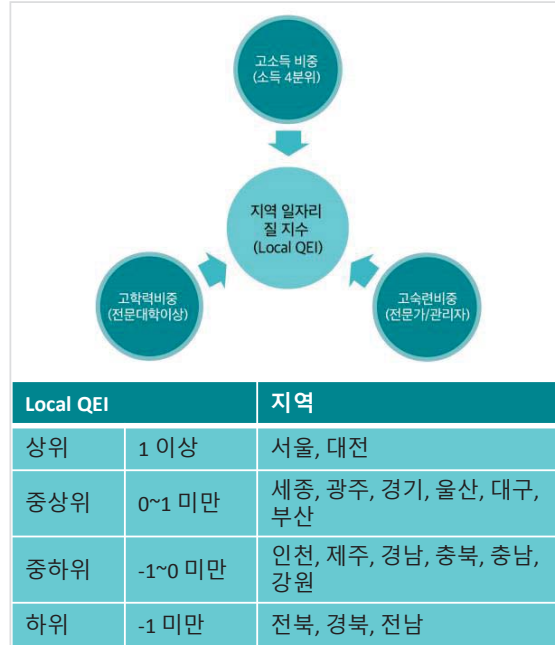 고소득 비중
(소득 4분위)
지역 일자리
질 지수
(Local QEI)
고학력비중
(전문대학이상)
고숙련비중
(전문가/관리자)
Local QEI 지역
상위 1 이상 서울, 대전
중상위 0~1 미만 세종, 광주, 경기, 울산, 대구,
부산
중하위 -1~0 미만 인천, 제주, 경남, 충북, 충남,
강원
하위 -1 미만 전북, 경북, 전남